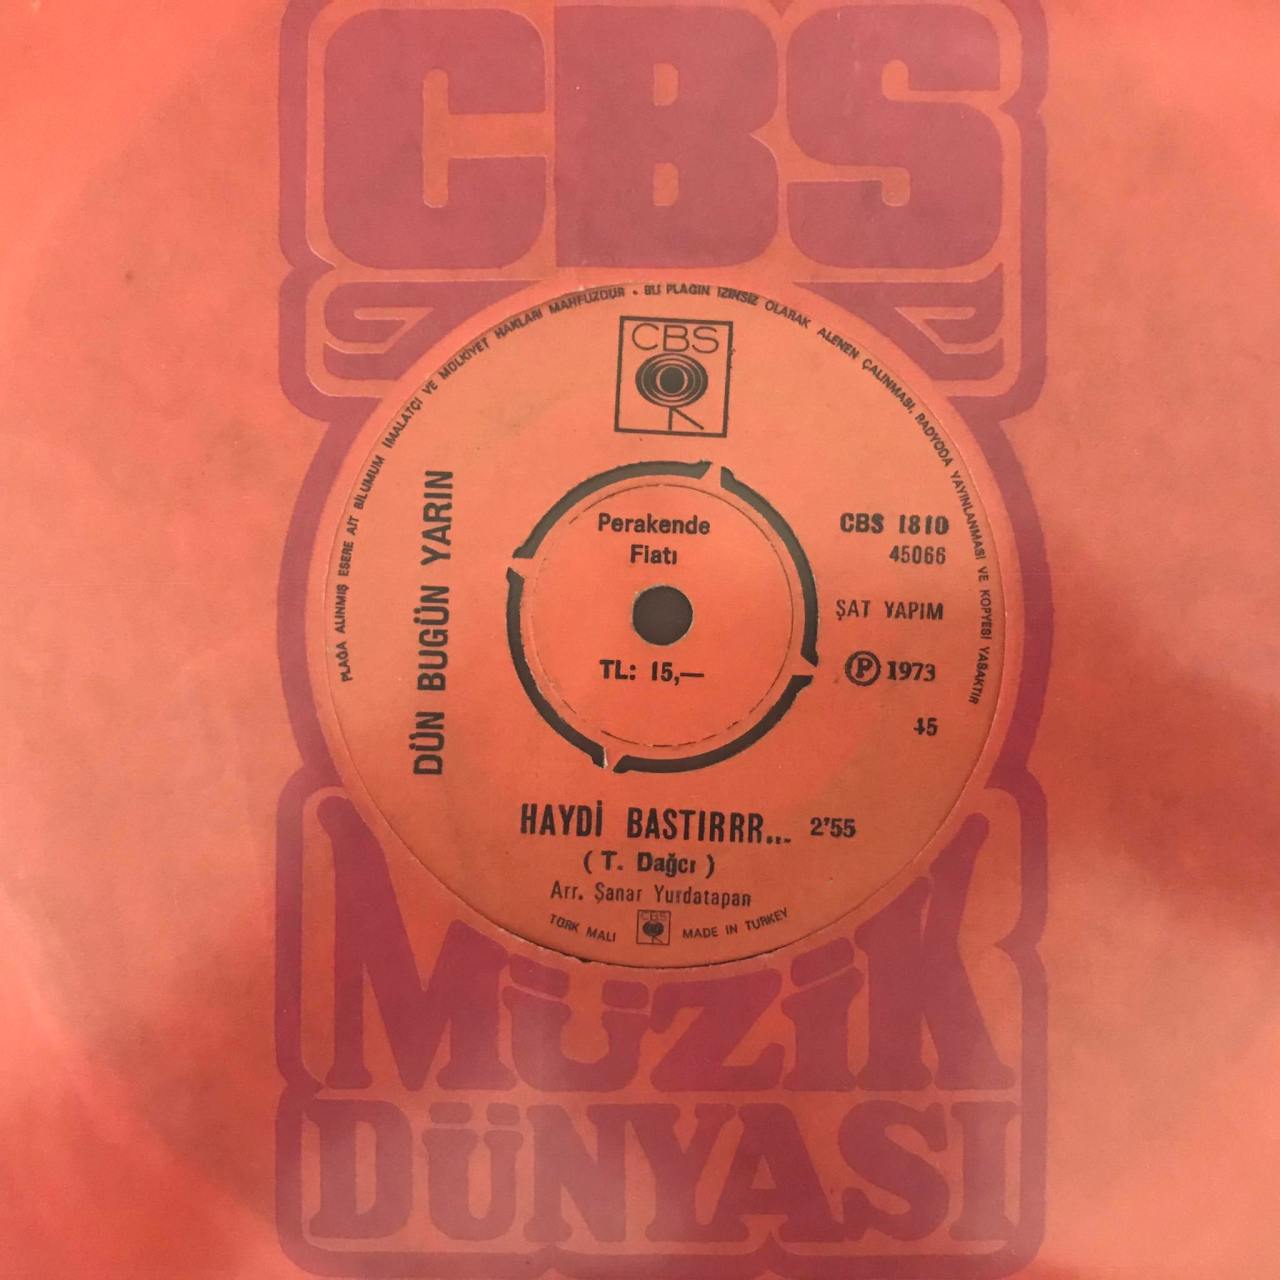 CBS
PLAĞA ALINMIŞ ESERE AİT BİLUMUM İMALATÇI VE MÜLKİYET HAKLARI MAHFUZDUR • BU PLAĞIN İZİNSİZ OLARAK ALENEN ÇALINMASI, RADYODA YAYINLANMASI VE KOPYESİ YASAKTIR
CBS
DÜN BUGÜN YARIN
Perakende
Fiatı
TL: 15,—
CBS 1810
45066
ŞAT YAPIM
Ⓟ 1973
45
HAYDİ BASTIRRR... 2'55
( T. Dağcı )
Arr. Şanar Yurdatapan
TÜRK MALI CBS MADE IN TURKEY
MÜZİK
DÜNYASI